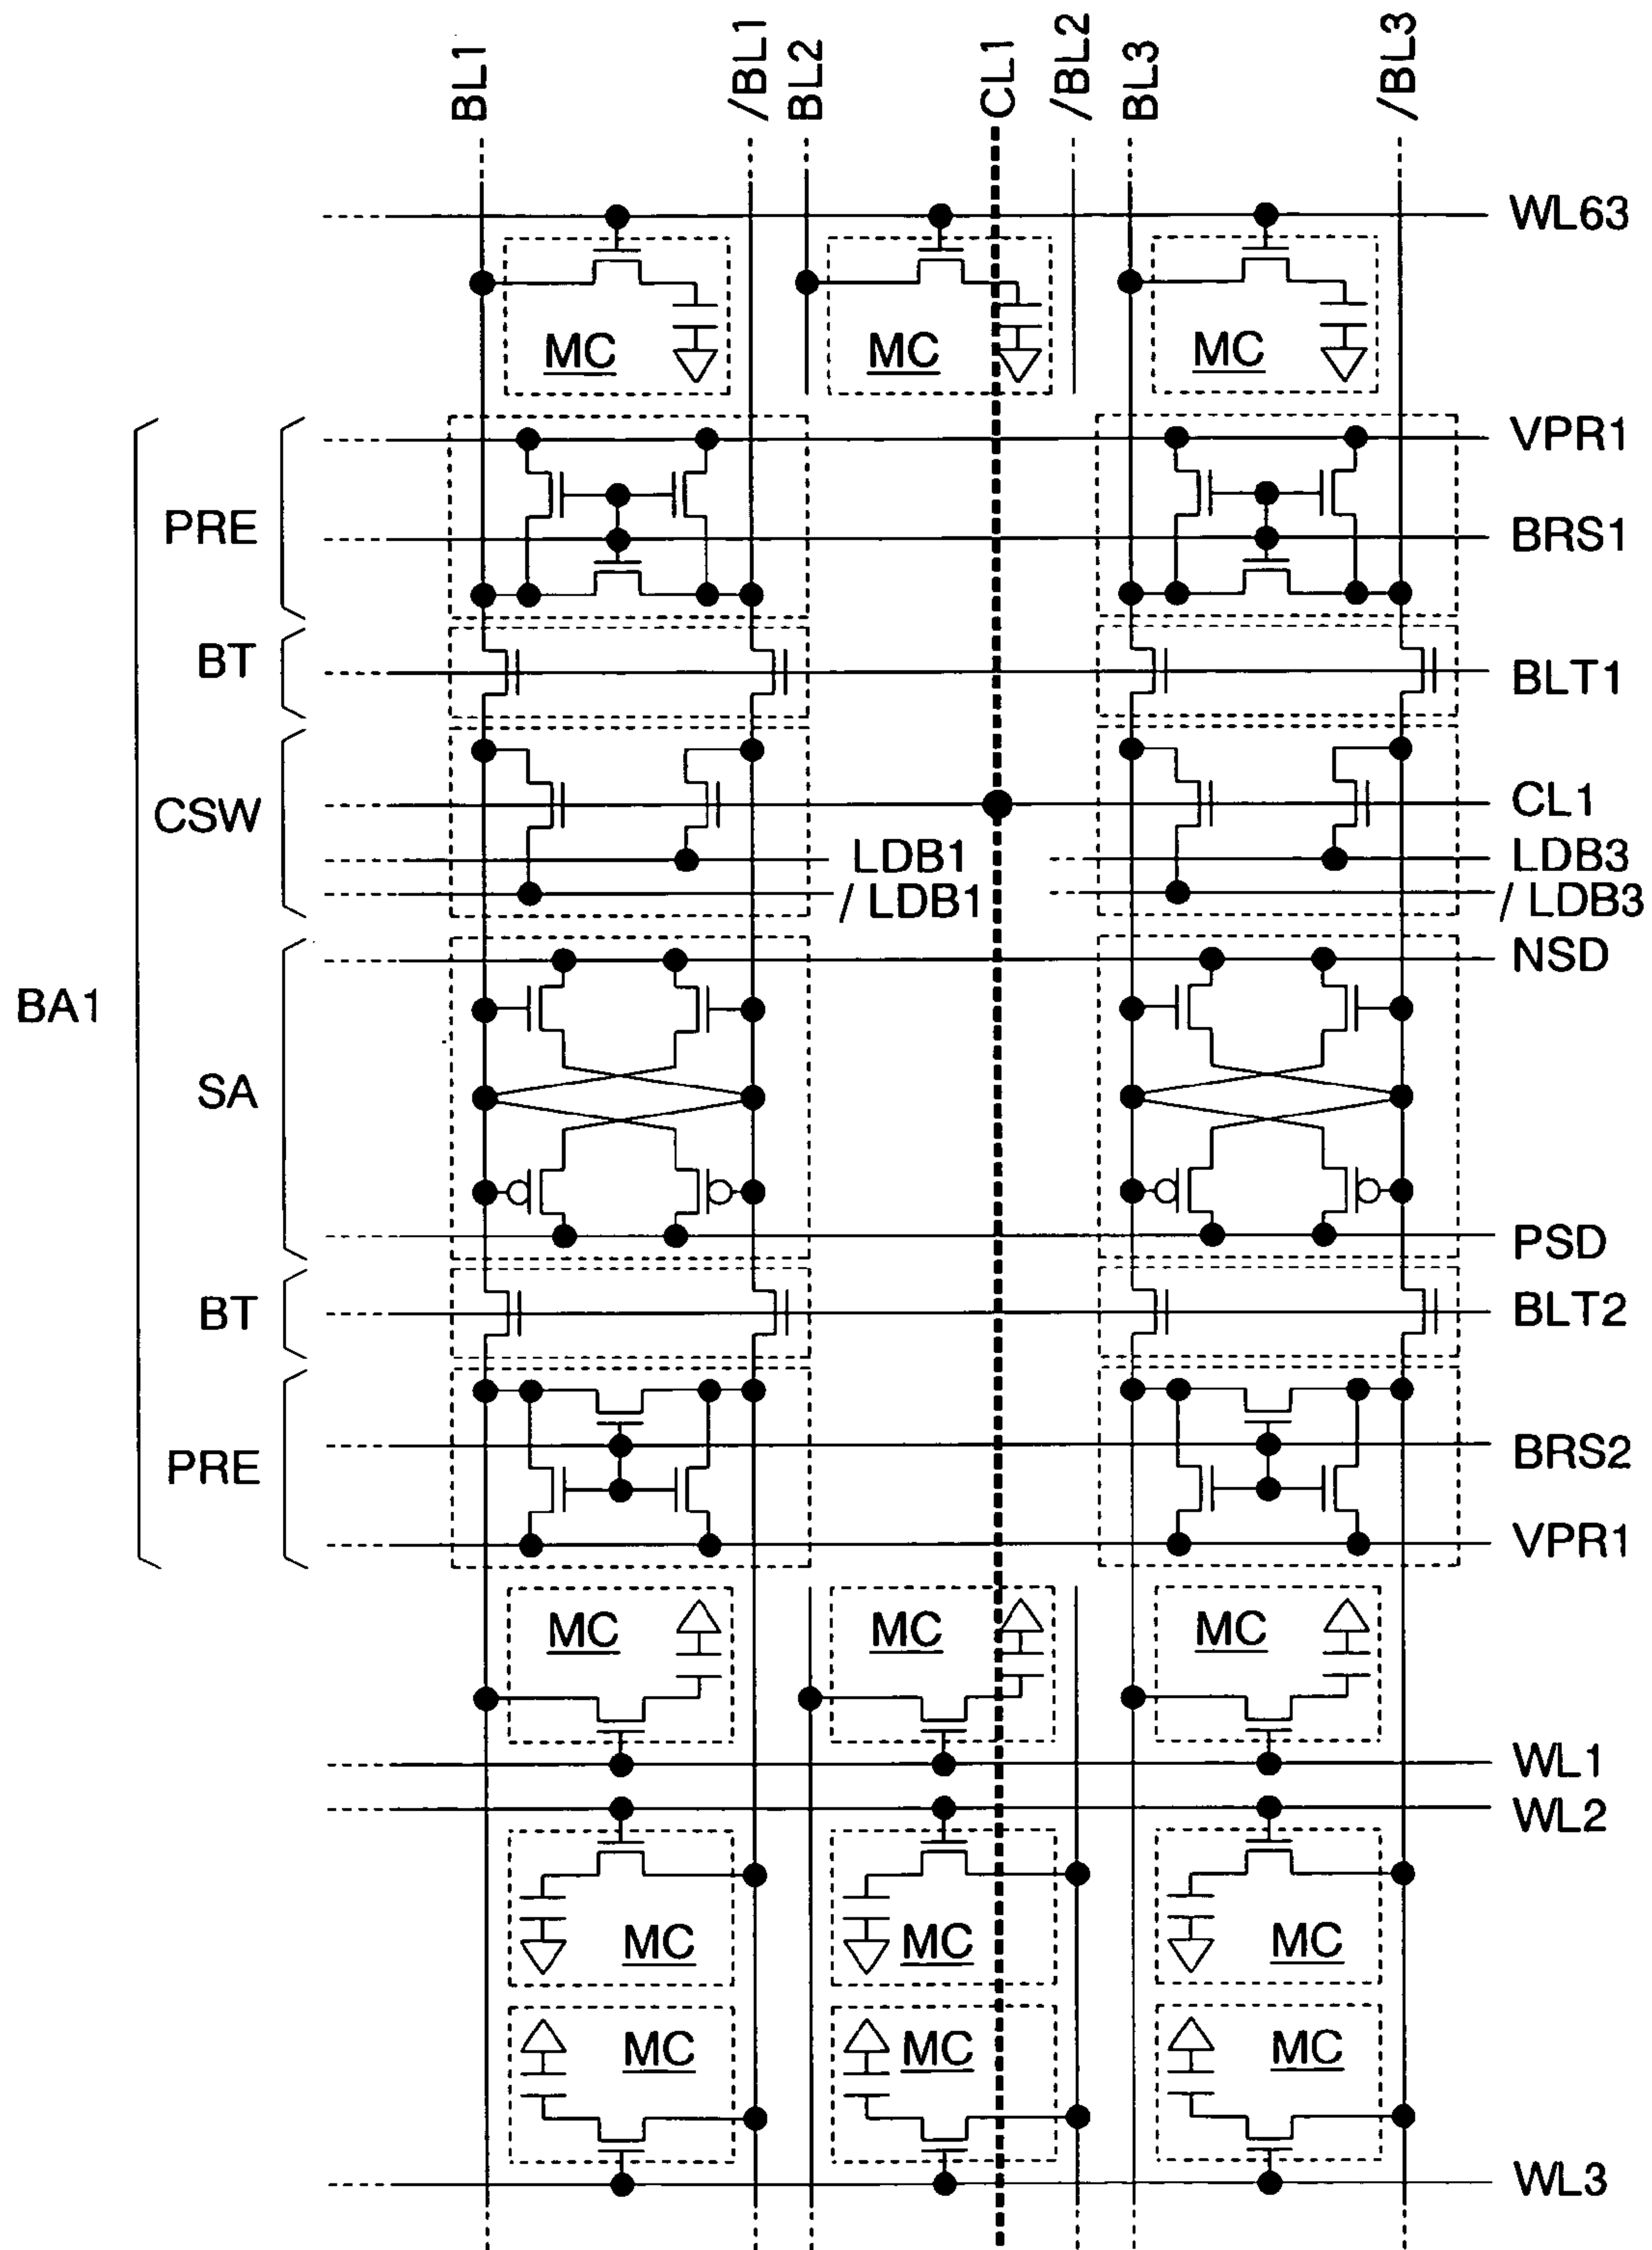 BL1
/BL1
BL2
CL1
/BL2
BL3
/BL3
WL63
MC
MC
MC
VPR1
PRE
BRS1
BT
BLT1
CSW
CL1
LDB1
LDB3
/ LDB1
/ LDB3
NSD
BA1
SA
PSD
BT
BLT2
BRS2
PRE
VPR1
MC
MC
MC
WL1
WL2
MC
MC
MC
MC
MC
MC
WL3